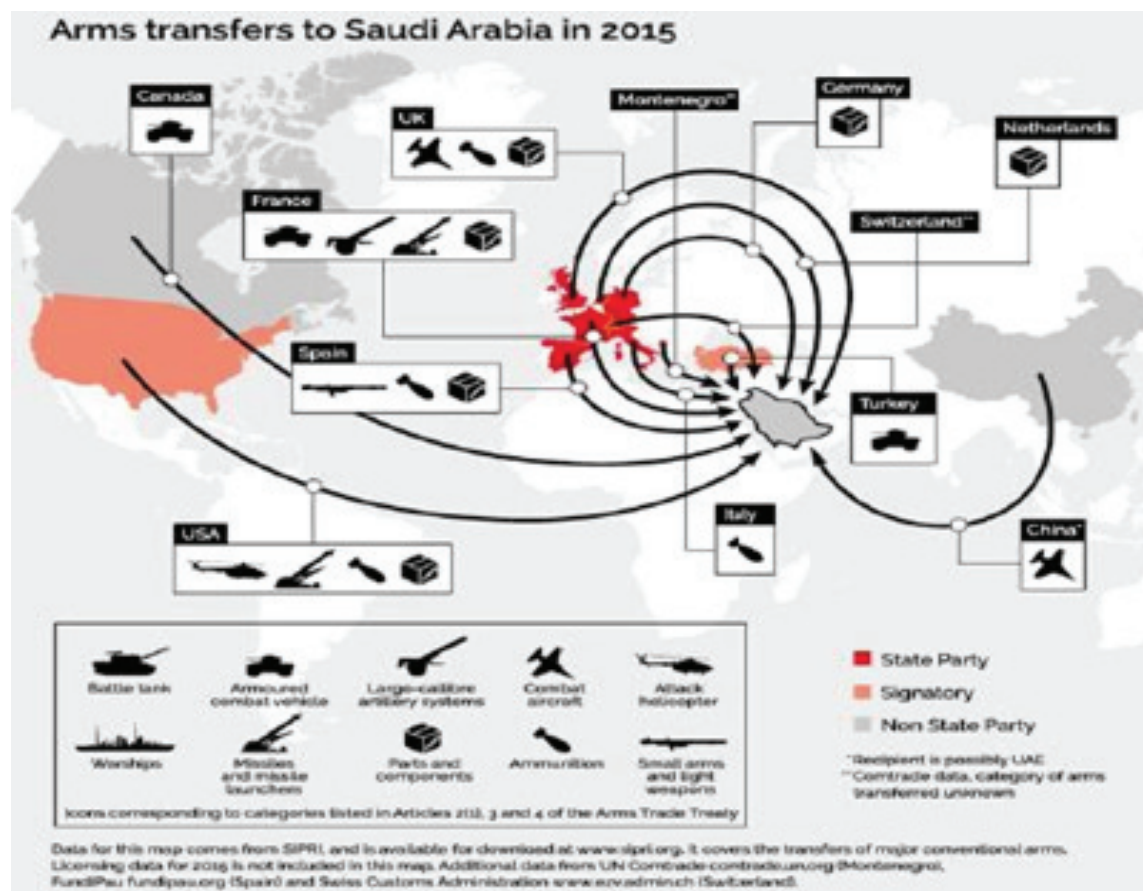 Arms transfers to Saudi Arabia in 2015
Canada
UK
Montenegro**
Germany
Netherlands
France
Switzerland**
Spain
Turkey
USA
Italy
China*
Battle tank
Armoured combat vehicle
Large-calibre artillery systems
Combat aircraft
Attack helicopter
Warships
Missiles and missile launchers
Parts and components
Ammunition
Small arms and light weapons
Icons corresponding to categories listed in Articles 2(1), 3 and 4 of the Arms Trade Treaty
State Party
Signatory
Non State Party
*Recipient is possibly UAE
**Comtrade data, category of arms
transferred unknown
Data for this map comes from SIPRI, and is available for download at www.sipri.org. It covers the transfers of major conventional arms.
Licensing data for 2015 is not included in this map. Additional data from UN Comtrade-comtrade.un.org (Montenegro),
FundiPau fundipau.org (Spain) and Swiss Customs Administration www.ezv.admin.ch (Switzerland).